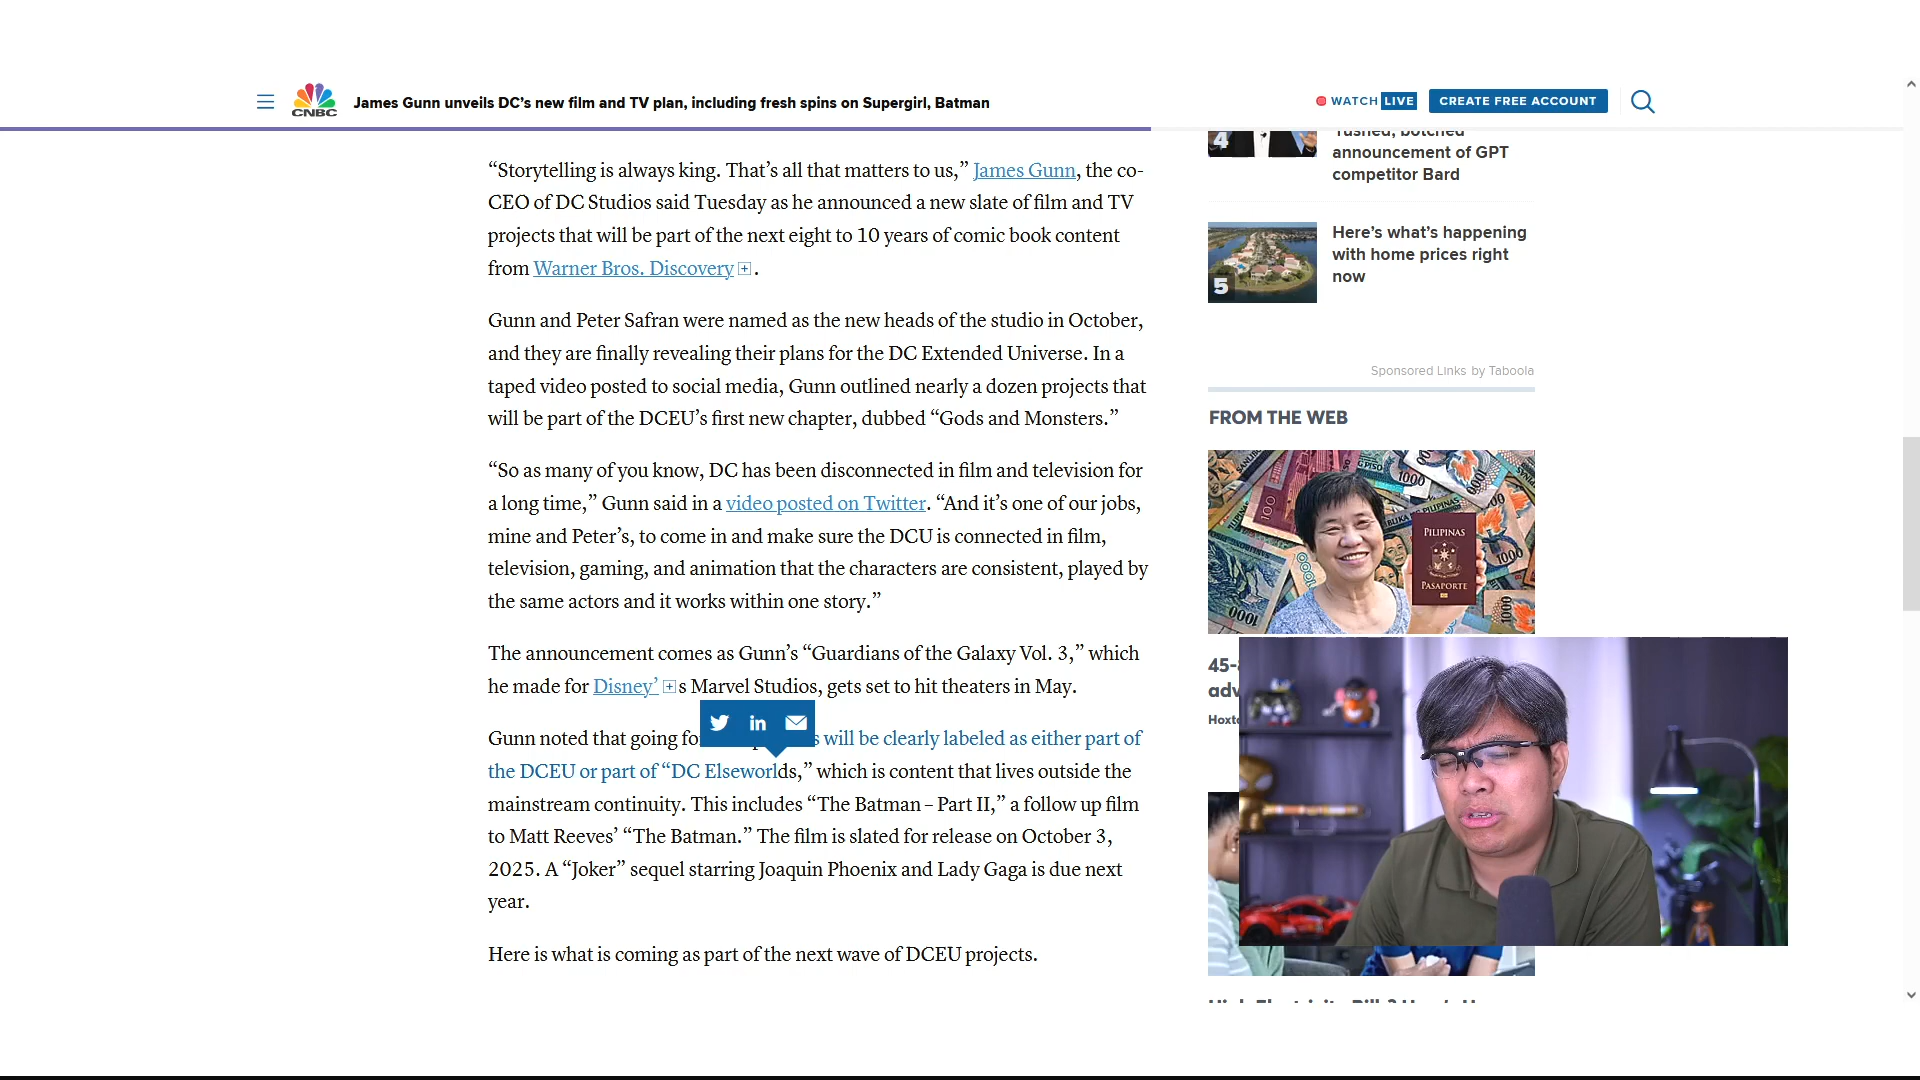 CNBC
James Gunn unveils DC’s new film and TV plan, including fresh spins on Supergirl, Batman
WATCH LIVE
CREATE FREE ACCOUNT
“Storytelling is always king. That’s all that matters to us,” James Gunn, the co-
CEO of DC Studios said Tuesday as he announced a new slate of film and TV
projects that will be part of the next eight to 10 years of comic book content
from Warner Bros. Discovery.
Gunn and Peter Safran were named as the new heads of the studio in October,
and they are finally revealing their plans for the DC Extended Universe. In a
taped video posted to social media, Gunn outlined nearly a dozen projects that
will be part of the DCEU’s first new chapter, dubbed “Gods and Monsters.”
“So as many of you know, DC has been disconnected in film and television for
a long time,” Gunn said in a video posted on Twitter. “And it’s one of our jobs,
mine and Peter’s, to come in and make sure the DCU is connected in film,
television, gaming, and animation that the characters are consistent, played by
the same actors and it works within one story.”
The announcement comes as Gunn’s “Guardians of the Galaxy Vol. 3,” which
he made for Disney’s Marvel Studios, gets set to hit theaters in May.
in
Gunn noted that going will be clearly labeled as either part of
the DCEU or part of “DC Elseworlds,” which is content that lives outside the
mainstream continuity. This includes “The Batman – Part II,” a follow up film
to Matt Reeves’ “The Batman.” The film is slated for release on October 3,
2025. A “Joker” sequel starring Joaquin Phoenix and Lady Gaga is due next
year.
Here is what is coming as part of the next wave of DCEU projects.
4
announcement of GPT
competitor Bard
5
Here’s what’s happening
with home prices right
now
Sponsored Links by Taboola
FROM THE WEB
PILIPINAS
PASAPORTE
1000
1000
100
1000
1000
0001